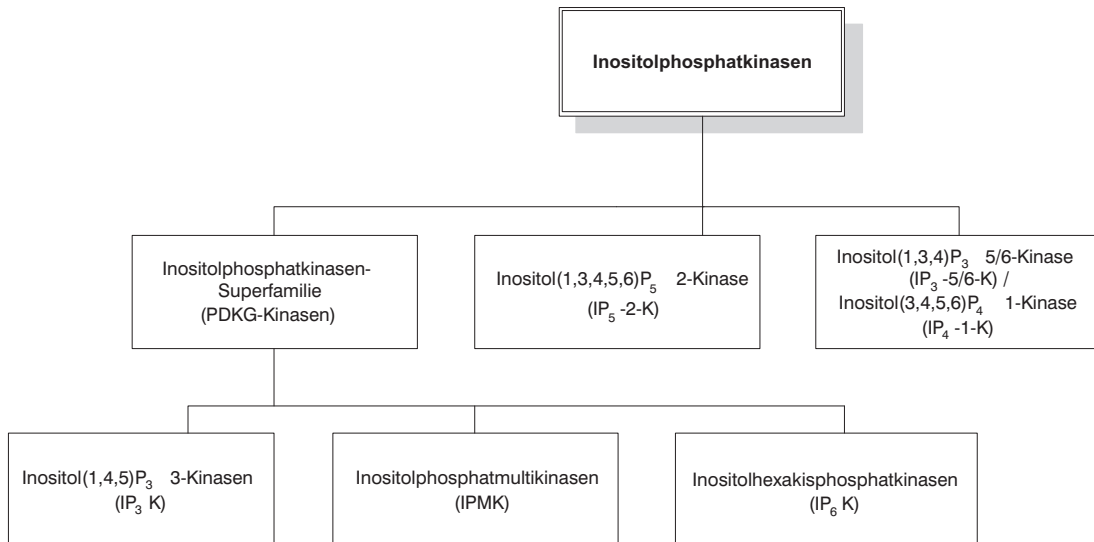 Inositolphosphatkinasen
Inositolphosphatkinasen-
Superfamilie
(PDKG-Kinasen)
Inositol(1,3,4,5,6)P₅ 2-Kinase
(IP₅ -2-K)
Inositol(1,3,4)P₃ 5/6-Kinase
(IP₃ -5/6-K) /
Inositol(3,4,5,6)P₄ 1-Kinase
(IP₄ -1-K)
Inositol(1,4,5)P₃ 3-Kinasen
(IP₃ K)
Inositolphosphatmultikinasen
(IPMK)
Inositolhexakisphosphatkinasen
(IP₆ K)